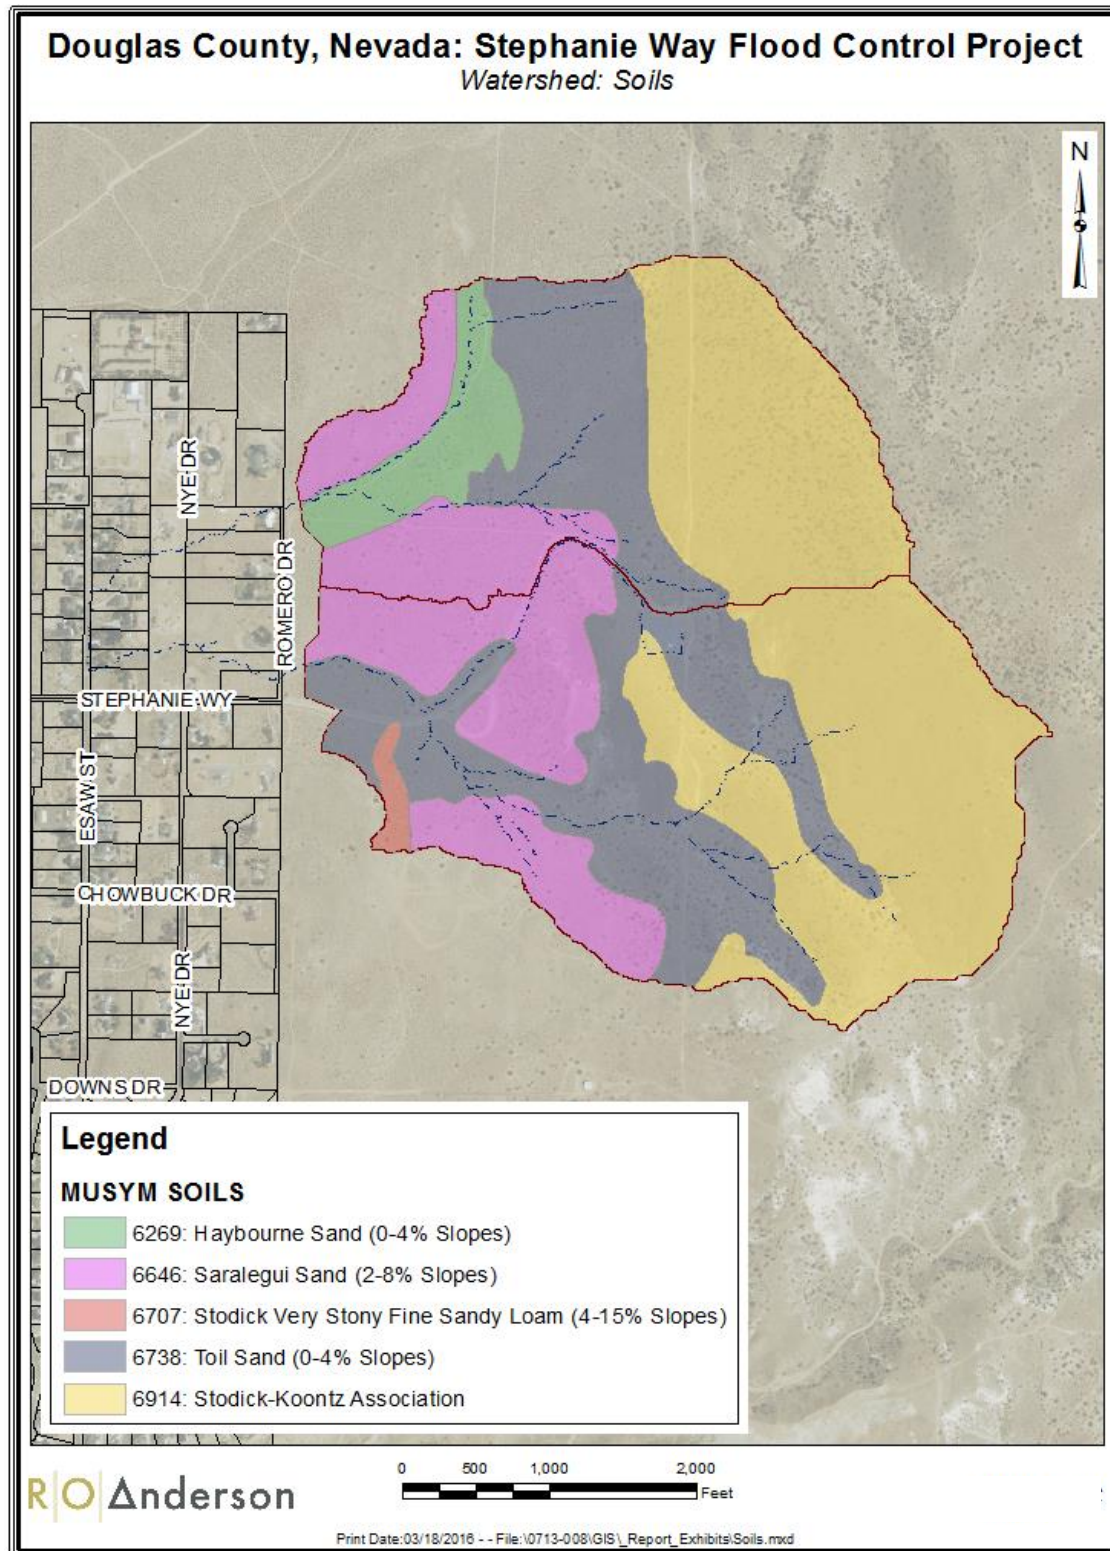 Douglas County, Nevada: Stephanie Way Flood Control Project
Watershed: Soils
N
NYE DR
ROMERO DR
STEPHANIE WY
ESAW ST
CHOWBUCK DR
NYE DR
DOWNS DR
Legend
MUSYM SOILS
6269: Haybourne Sand (0-4% Slopes)
6646: Saralegui Sand (2-8% Slopes)
6707: Stodick Very Stony Fine Sandy Loam (4-15% Slopes)
6738: Toil Sand (0-4% Slopes)
6914: Stodick-Koontz Association
R|O|Anderson
0 500 1,000 2,000
Feet
Print Date:03/18/2016 - - File:\0713-008\GIS\_Report_Exhibits\Soils.mxd